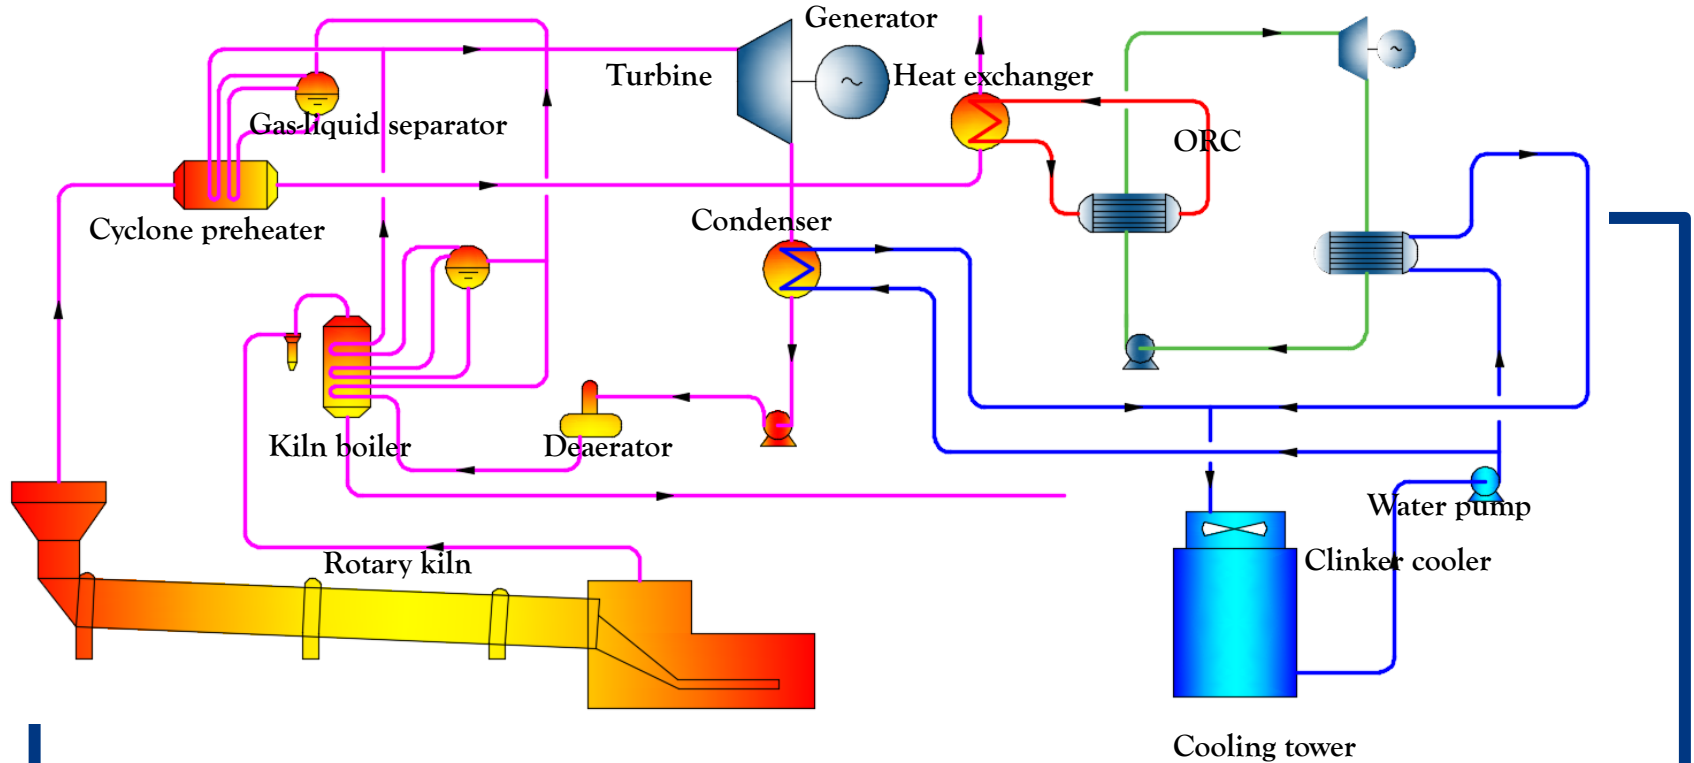 Generator
Turbine
Heat exchanger
Gas-liquid separator
ORC
Condenser
Cyclone preheater
Kiln boiler
Deaerator
Water pump
Rotary kiln
Clinker cooler
Cooling tower